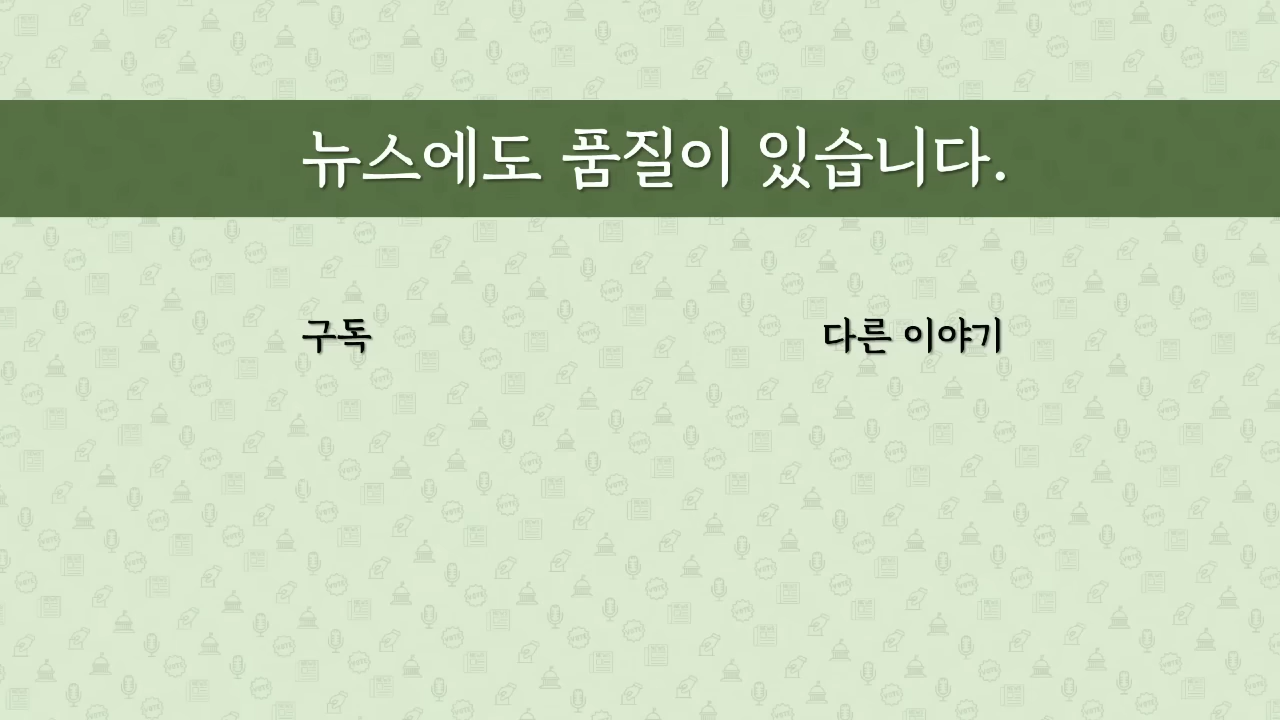 뉴스에도 품질이 있습니다.
구독
다른 이야기